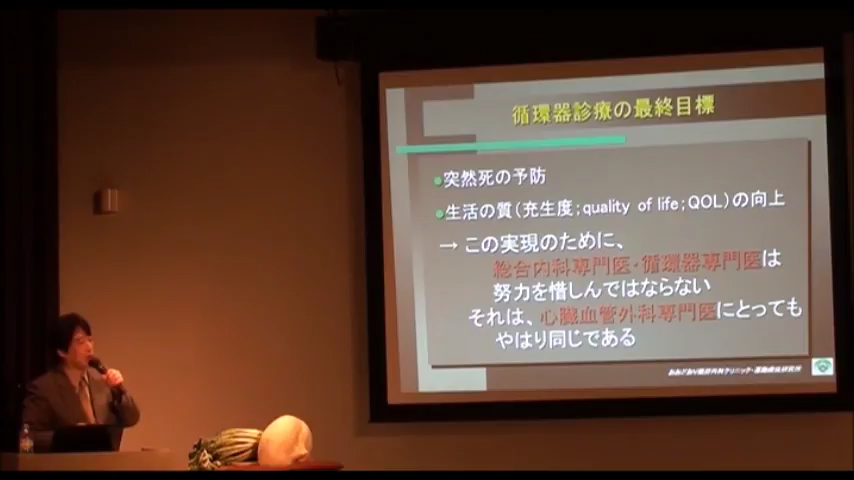 循環器診療の最終目標
●突然死の予防
●生活の質(充生度;quality of life;QOL)の向上
→ この実現のために、
総合内科専門医・循環器専門医は
努力を惜しんではならない
それは、心臓血管外科専門医にとっても
やはり同じである